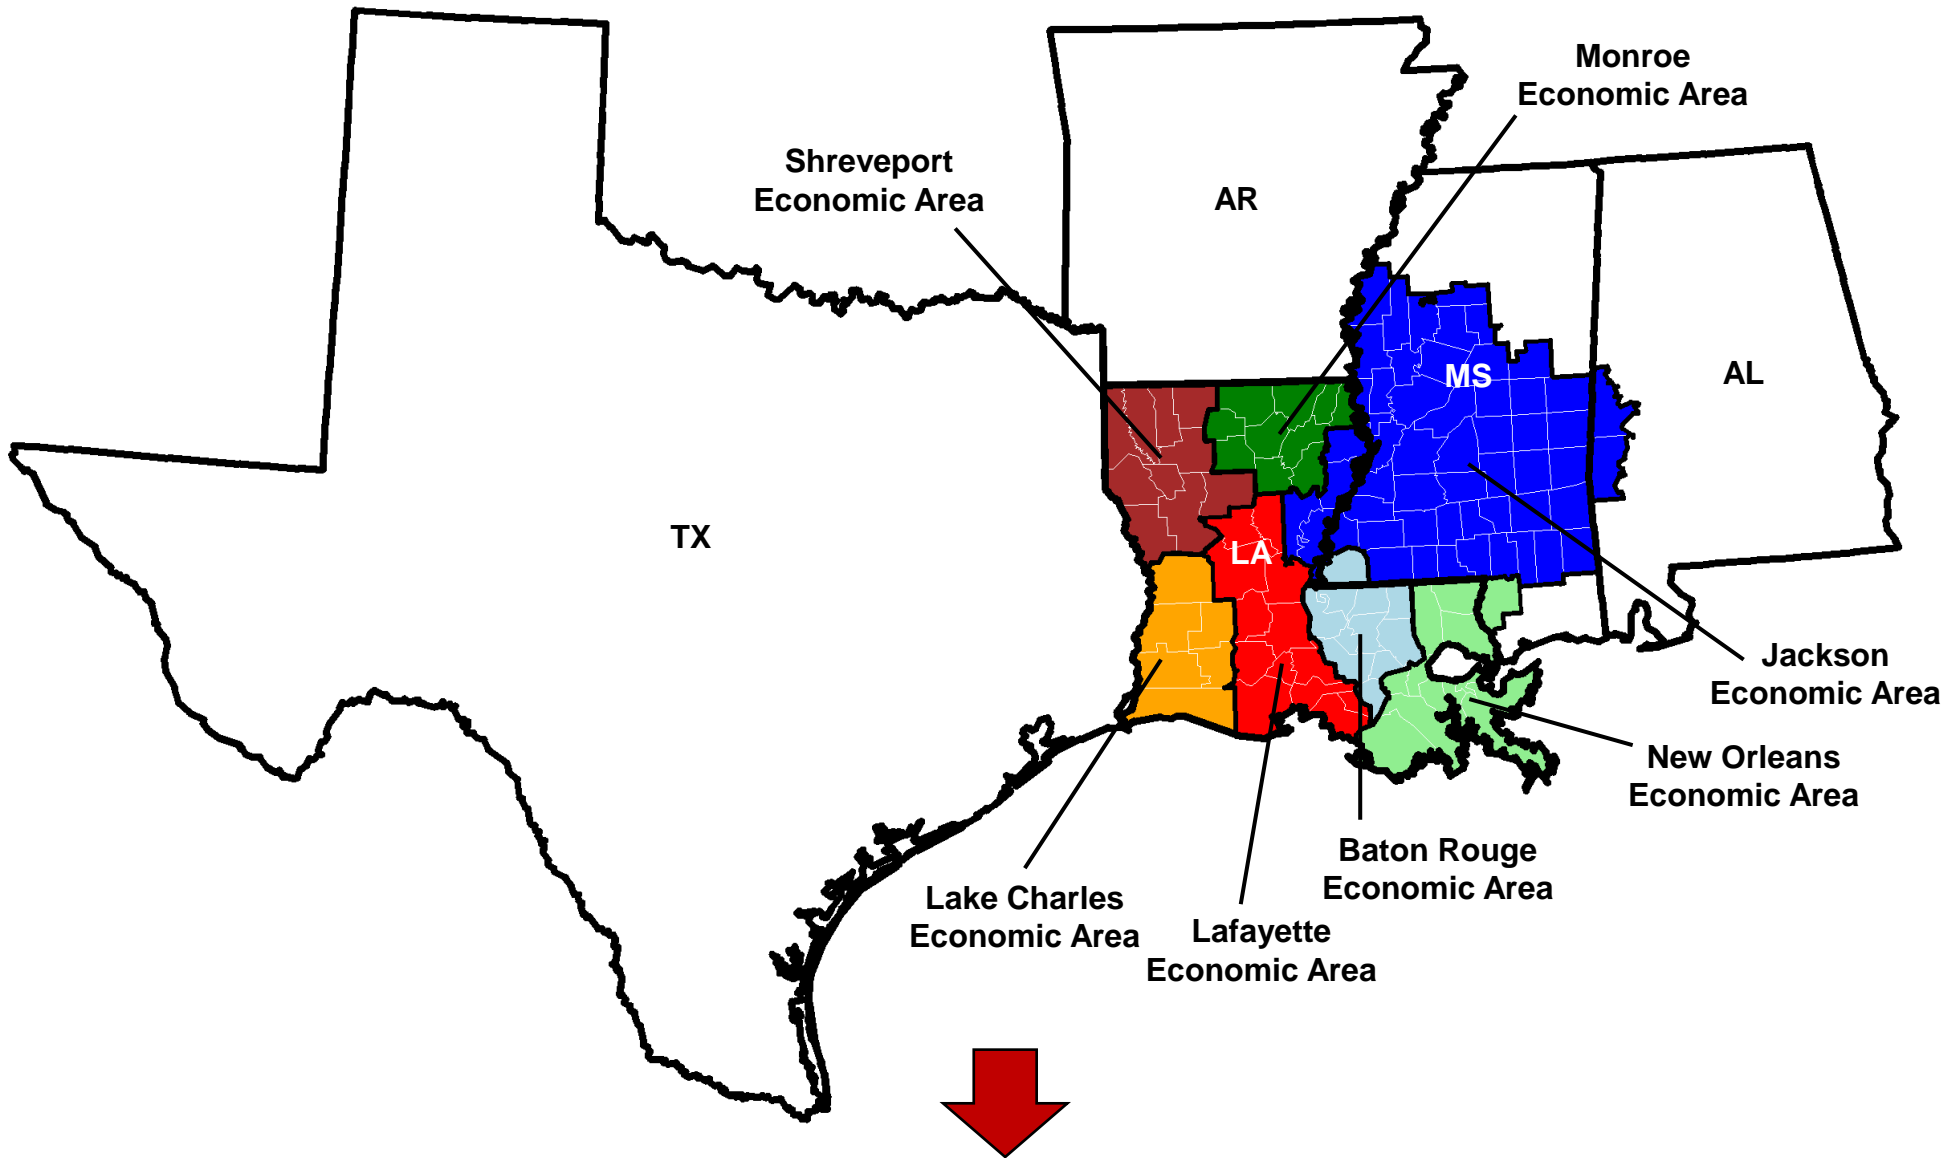 Monroe
Economic Area
Shreveport
Economic Area
AR
MS
AL
TX
LA
Jackson
Economic Area
New Orleans
Economic Area
Baton Rouge
Economic Area
Lake Charles
Economic Area
Lafayette
Economic Area